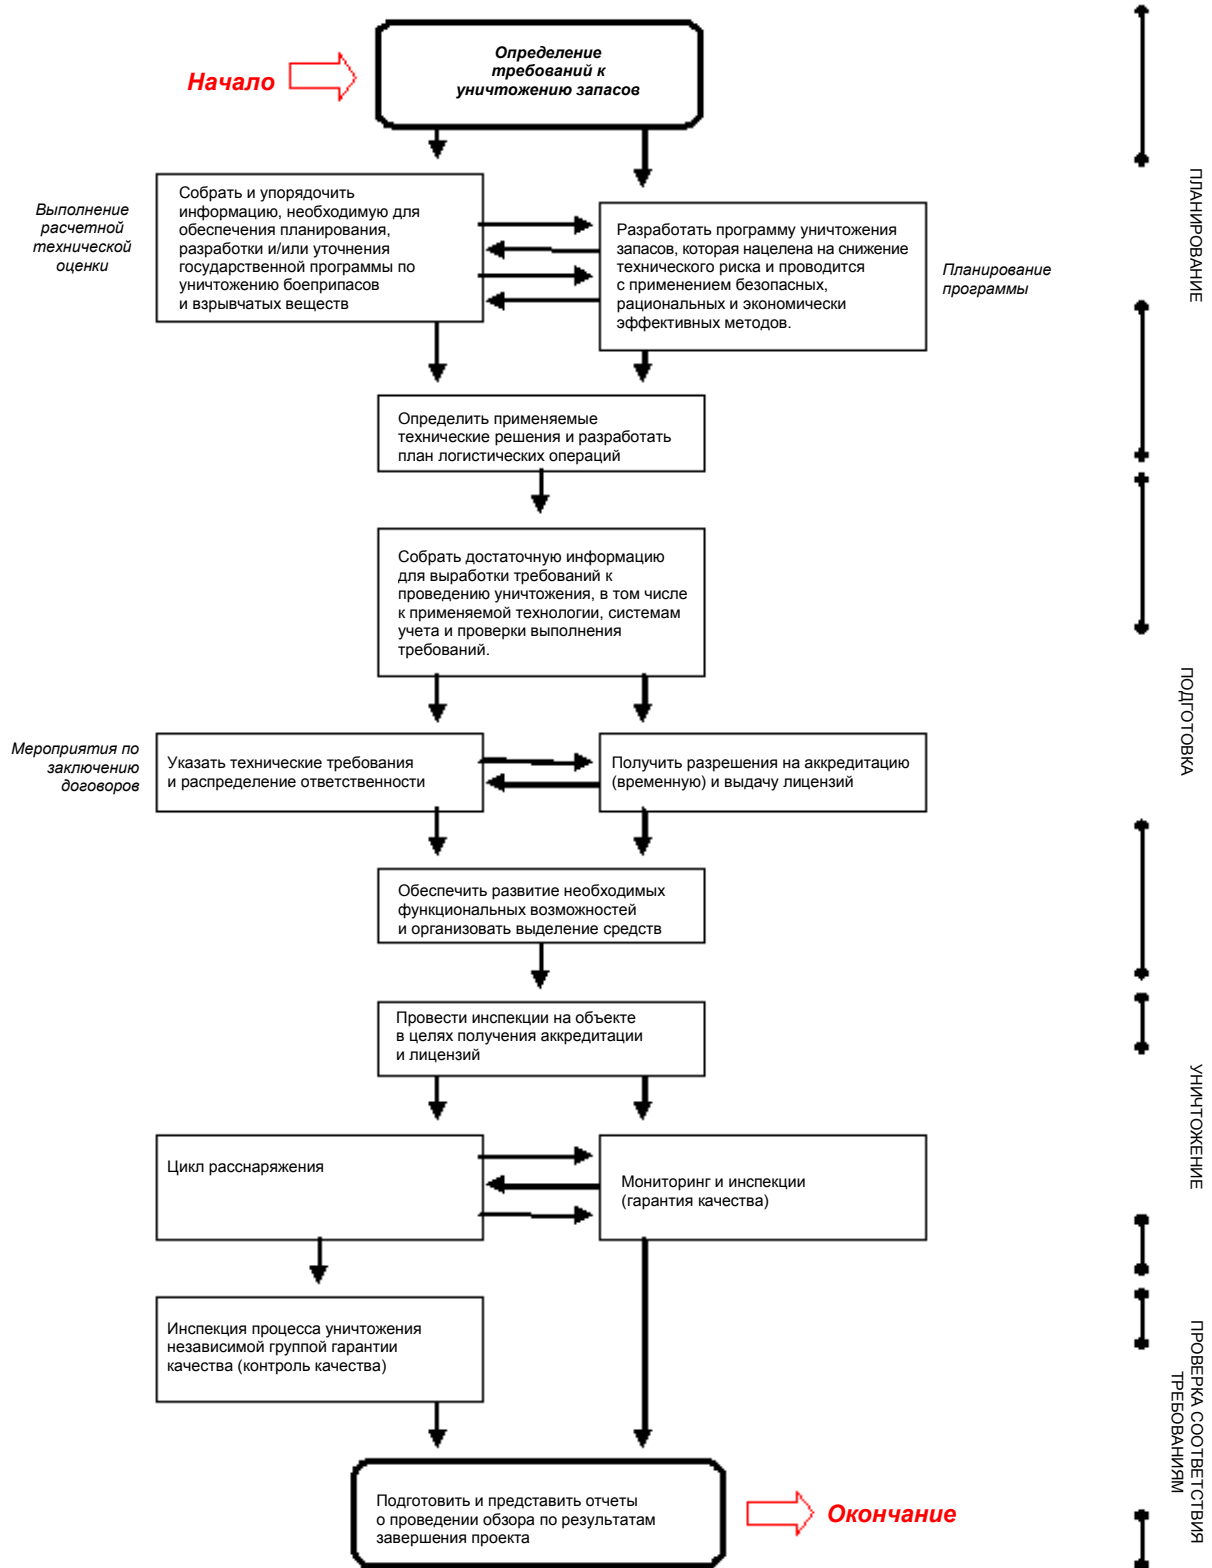 Определение
требований к
уничтожению запасов
Начало
Выполнение
расчетной
технической
оценки
Собрать и упорядочить
информацию, необходимую для
обеспечения планирования,
разработки и/или уточнения
государственной программы по
уничтожению боеприпасов
и взрывчатых веществ
Разработать программу уничтожения
запасов, которая нацелена на снижение
технического риска и проводится
с применением безопасных,
рациональных и экономически
эффективных методов.
Планирование
программы
ПЛАНИРОВАНИЕ
Определить применяемые
технические решения и разработать
план логистических операций
Собрать достаточную информацию
для выработки требований к
проведению уничтожения, в том числе
к применяемой технологии, системам
учета и проверки выполнения
требований.
ПОДГОТОВКА
Мероприятия по
заключению
договоров
Указать технические требования
и распределение ответственности
Получить разрешения на аккредитацию
(временную) и выдачу лицензий
Обеспечить развитие необходимых
функциональных возможностей
и организовать выделение средств
Провести инспекции на объекте
в целях получения аккредитации
и лицензий
УНИЧТОЖЕНИЕ
Цикл расснаряжения
Мониторинг и инспекции
(гарантия качества)
Инспекция процесса уничтожения
независимой группой гарантии
качества (контроль качества)
ПРОВЕРКА СООТВЕТСТВИЯ
ТРЕБОВАНИЯМ
Подготовить и представить отчеты
о проведении обзора по результатам
завершения проекта
Окончание